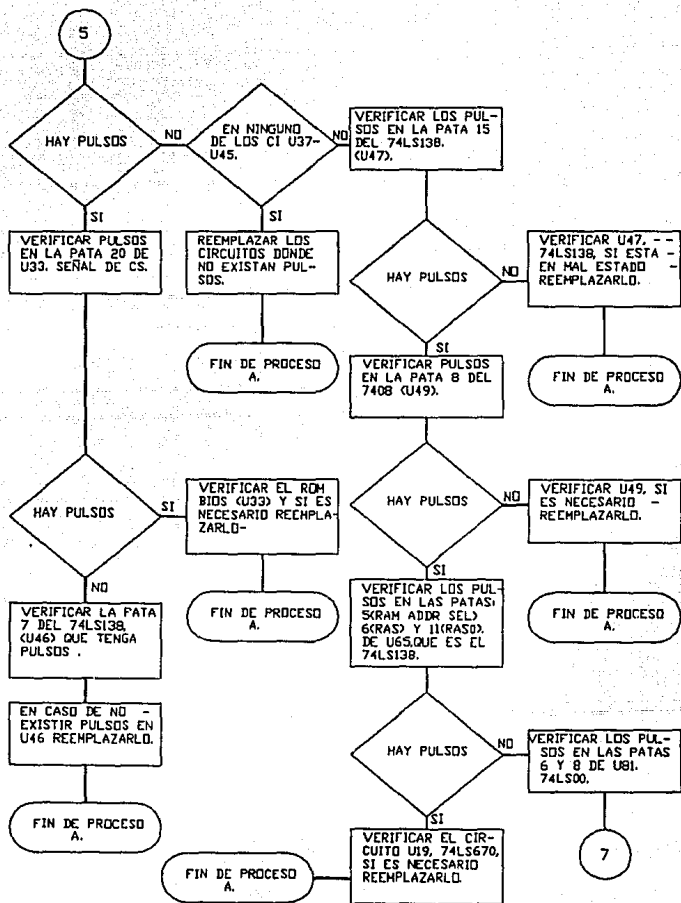 5
HAY PULSOS
NO
EN NINGUNO
DE LOS CI U37-
U45.
NO
VERIFICAR LOS PUL-
SOS EN LA PATA 15
DEL 74LS138.
(U47).
SI
VERIFICAR PULSOS
EN LA PATA 20 DE
U33. SEÑAL DE CS.
SI
REEMPLAZAR LOS
CIRCUITOS DONDE
NO EXISTAN PUL-
SOS.
FIN DE PROCESO
A.
HAY PULSOS
NO
VERIFICAR U47. --
74LS138, SI ESTA -
EN MAL ESTADO -
REEMPLAZARLO.
FIN DE PROCESO
A.
SI
VERIFICAR PULSOS
EN LA PATA 8 DEL
7408 (U49).
HAY PULSOS
SI
VERIFICAR EL ROM
BIOS (U33) Y SI ES
NECESARIO REEMPLA-
ZARLO-
FIN DE PROCESO
A.
HAY PULSOS
NO
VERIFICAR U49, SI
ES NECESARIO -
REEMPLAZARLO.
FIN DE PROCESO
A.
NO
VERIFICAR LA PATA
7 DEL 74LS138,
(U46) QUE TENGA
PULSOS .
EN CASO DE NO -
EXISTIR PULSOS EN
U46 REEMPLAZARLO.
FIN DE PROCESO
A.
SI
VERIFICAR LOS PUL-
SOS EN LAS PATAS:
5(RAM ADDR SEL)
6(RAS) Y 11(RAS0).
DE U65,QUE ES EL
74LS138.
HAY PULSOS
NO
VERIFICAR LOS PUL-
SOS EN LAS PATAS
6 Y 8 DE U81.
74LS00.
7
SI
VERIFICAR EL CIR-
CUITO U19, 74LS670,
SI ES NECESARIO
REEMPLAZARLO.
FIN DE PROCESO
A.